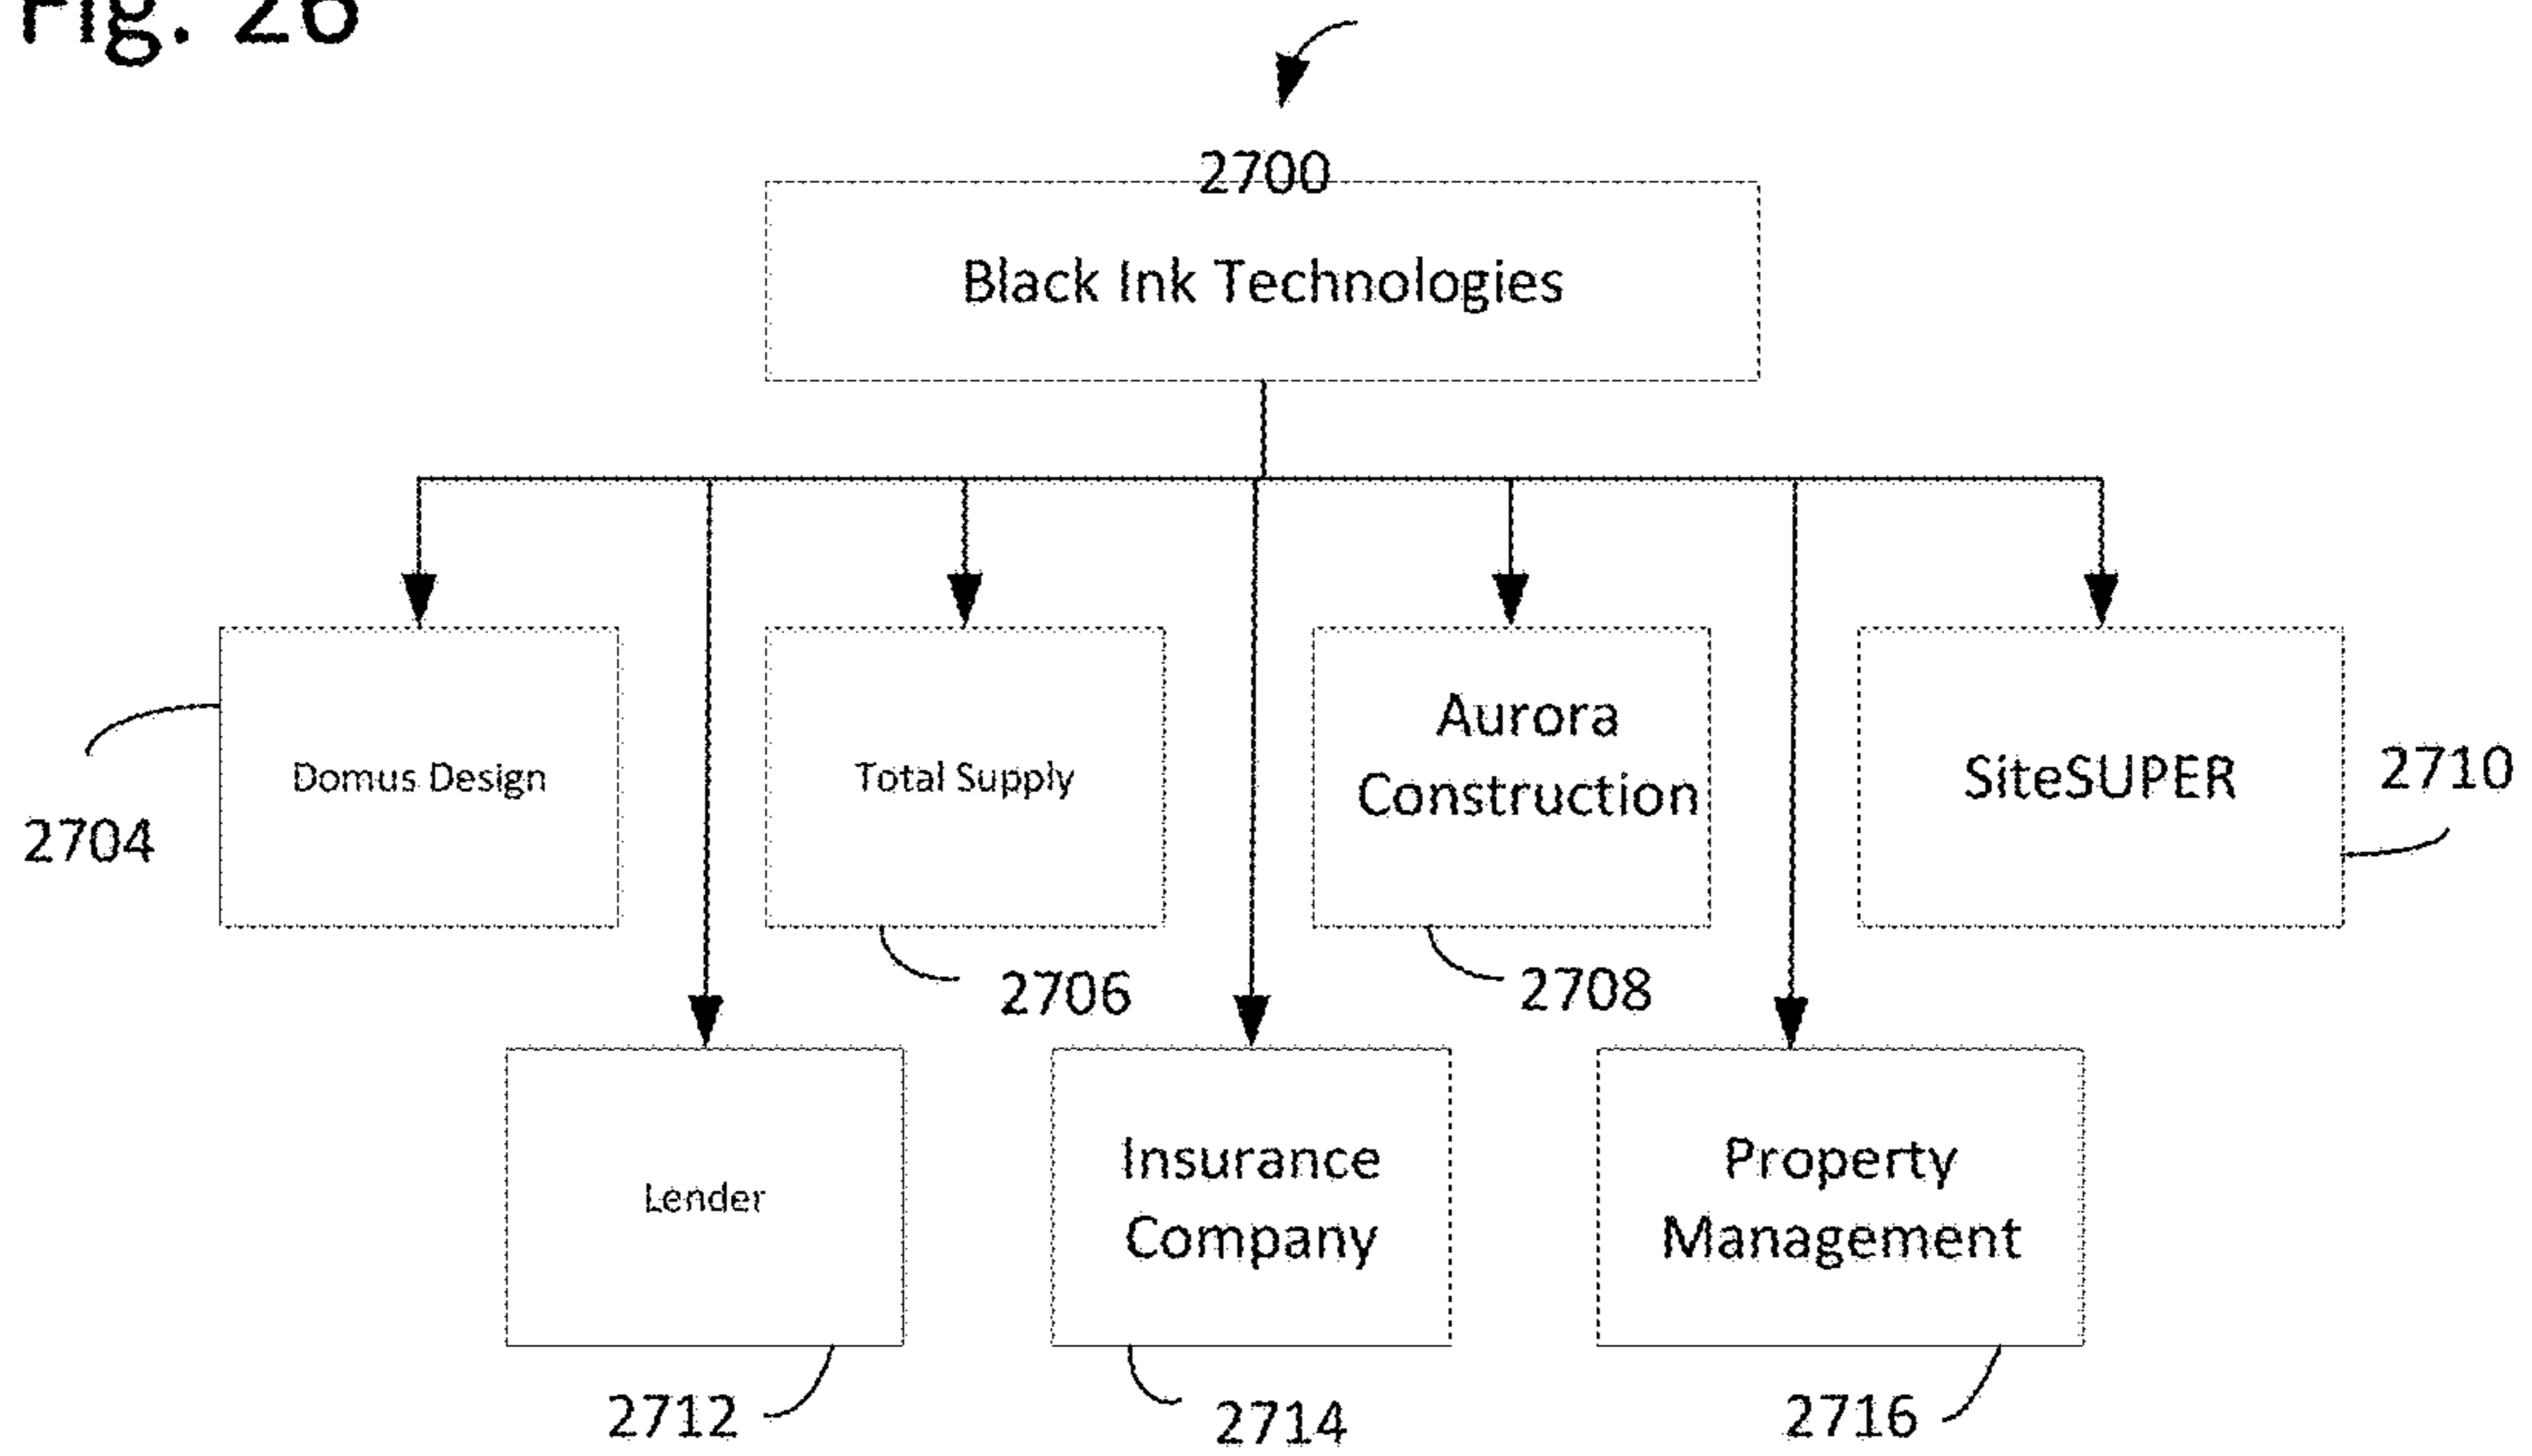 Fig. 26
2700
Black Ink Technologies
Domus Design
Total Supply
Aurora
Construction
SiteSUPER
2710
2704
2706
2708
Lender
Insurance
Company
Property
Management
2712
2714
2716